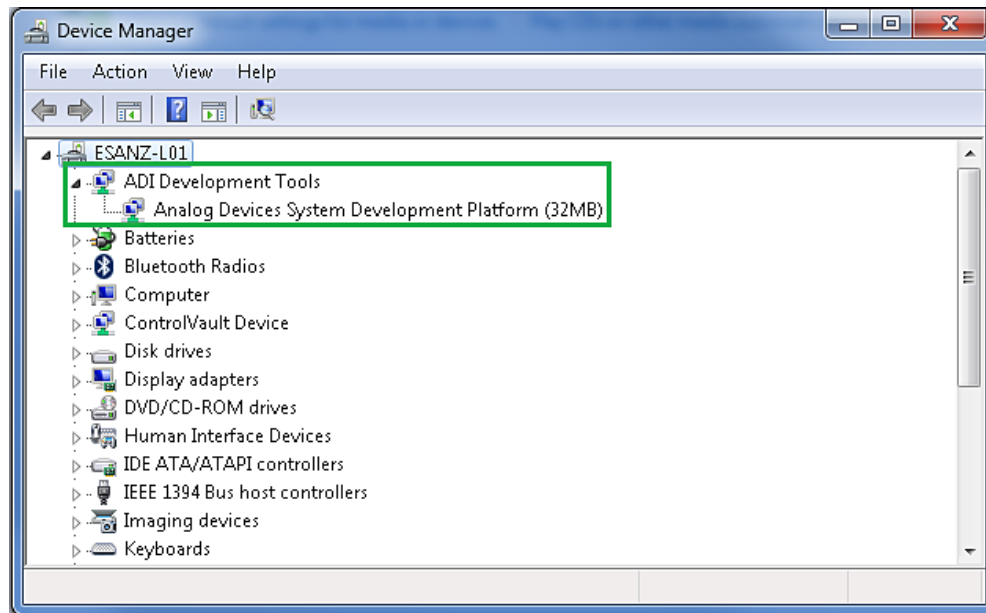 Device Manager
File Action View Help
ESANZ-L01
ADI Development Tools
Analog Devices System Development Platform (32MB)
Batteries
Bluetooth Radios
Computer
ControlVault Device
Disk drives
Display adapters
DVD/CD-ROM drives
Human Interface Devices
IDE ATA/ATAPI controllers
IEEE 1394 Bus host controllers
Imaging devices
Keyboards